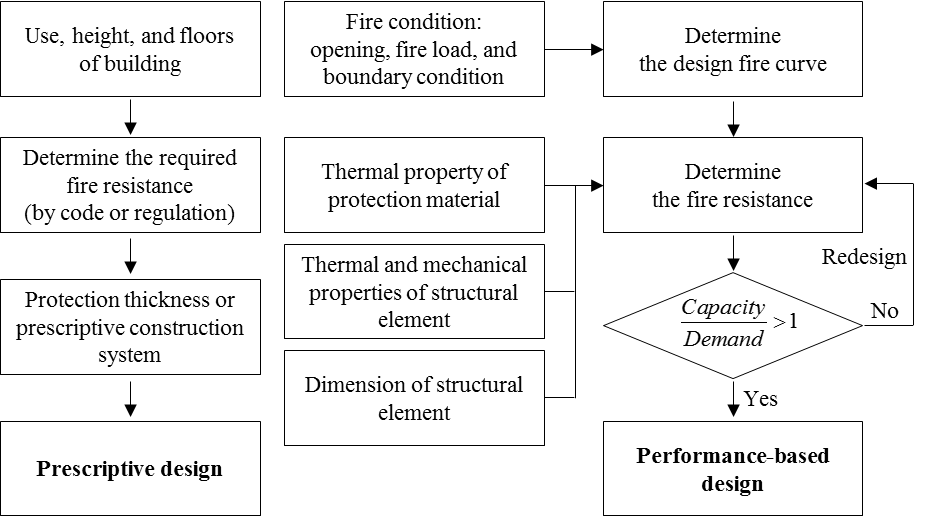 Use, height, and floors
of building
Determine the required
fire resistance
(by code or regulation)
Protection thickness or
prescriptive construction
system
Prescriptive design
Fire condition:
opening, fire load, and
boundary condition
Thermal property of
protection material
Thermal and mechanical
properties of structural
element
Dimension of structural
element
Determine
the design fire curve
Determine
the fire resistance
Redesign
Capacity
Demand
>1
No
Yes
Performance-based
design